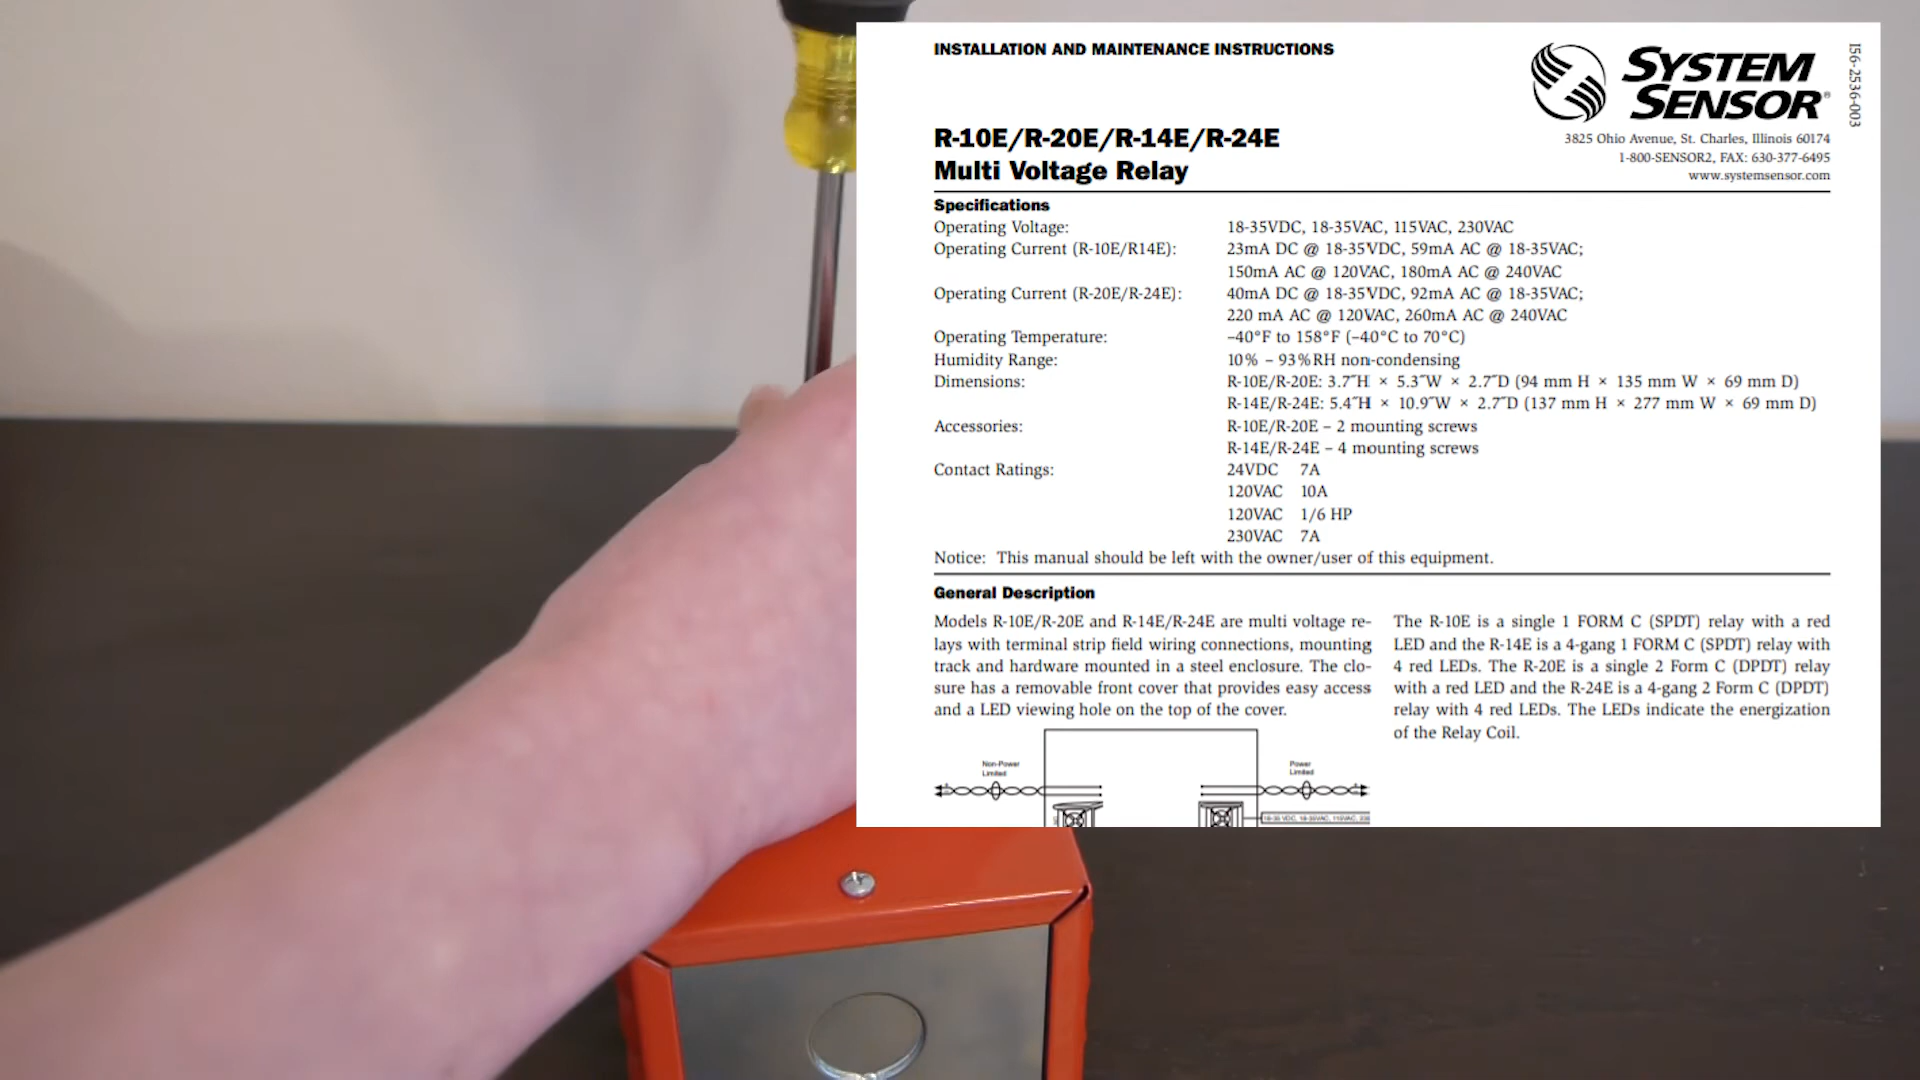 INSTALLATION AND MAINTENANCE INSTRUCTIONS
SYSTEM
SENSOR®
I56-2536-003
3825 Ohio Avenue, St. Charles, Illinois 60174
1-800-SENSOR2, FAX: 630-377-6495
www.systemsensor.com
R-10E/R-20E/R-14E/R-24E
Multi Voltage Relay
Specifications
Operating Voltage: 18-35VDC, 18-35VAC, 115VAC, 230VAC
Operating Current (R-10E/R14E): 23mA DC @ 18-35VDC, 59mA AC @ 18-35VAC;
150mA AC @ 120VAC, 180mA AC @ 240VAC
Operating Current (R-20E/R-24E): 40mA DC @ 18-35VDC, 92mA AC @ 18-35VAC;
220 mA AC @ 120VAC, 260mA AC @ 240VAC
Operating Temperature: –40°F to 158°F (–40°C to 70°C)
Humidity Range: 10% – 93%RH non-condensing
Dimensions: R-10E/R-20E: 3.7˝H × 5.3˝W × 2.7˝D (94 mm H × 135 mm W × 69 mm D)
R-14E/R-24E: 5.4˝H × 10.9˝W × 2.7˝D (137 mm H × 277 mm W × 69 mm D)
Accessories: R-10E/R-20E – 2 mounting screws
R-14E/R-24E – 4 mounting screws
Contact Ratings: 24VDC 7A
120VAC 10A
120VAC 1/6 HP
230VAC 7A
Notice: This manual should be left with the owner/user of this equipment.
General Description
Models R-10E/R-20E and R-14E/R-24E are multi voltage re-
lays with terminal strip field wiring connections, mounting
track and hardware mounted in a steel enclosure. The clo-
sure has a removable front cover that provides easy access
and a LED viewing hole on the top of the cover.
The R-10E is a single 1 FORM C (SPDT) relay with a red
LED and the R-14E is a 4-gang 1 FORM C (SPDT) relay with
4 red LEDs. The R-20E is a single 2 Form C (DPDT) relay
with a red LED and the R-24E is a 4-gang 2 Form C (DPDT)
relay with 4 red LEDs. The LEDs indicate the energization
of the Relay Coil.
Non-Power
Limited
Power
Limited
18-35 VDC, 18-35VAC, 115VAC, 230